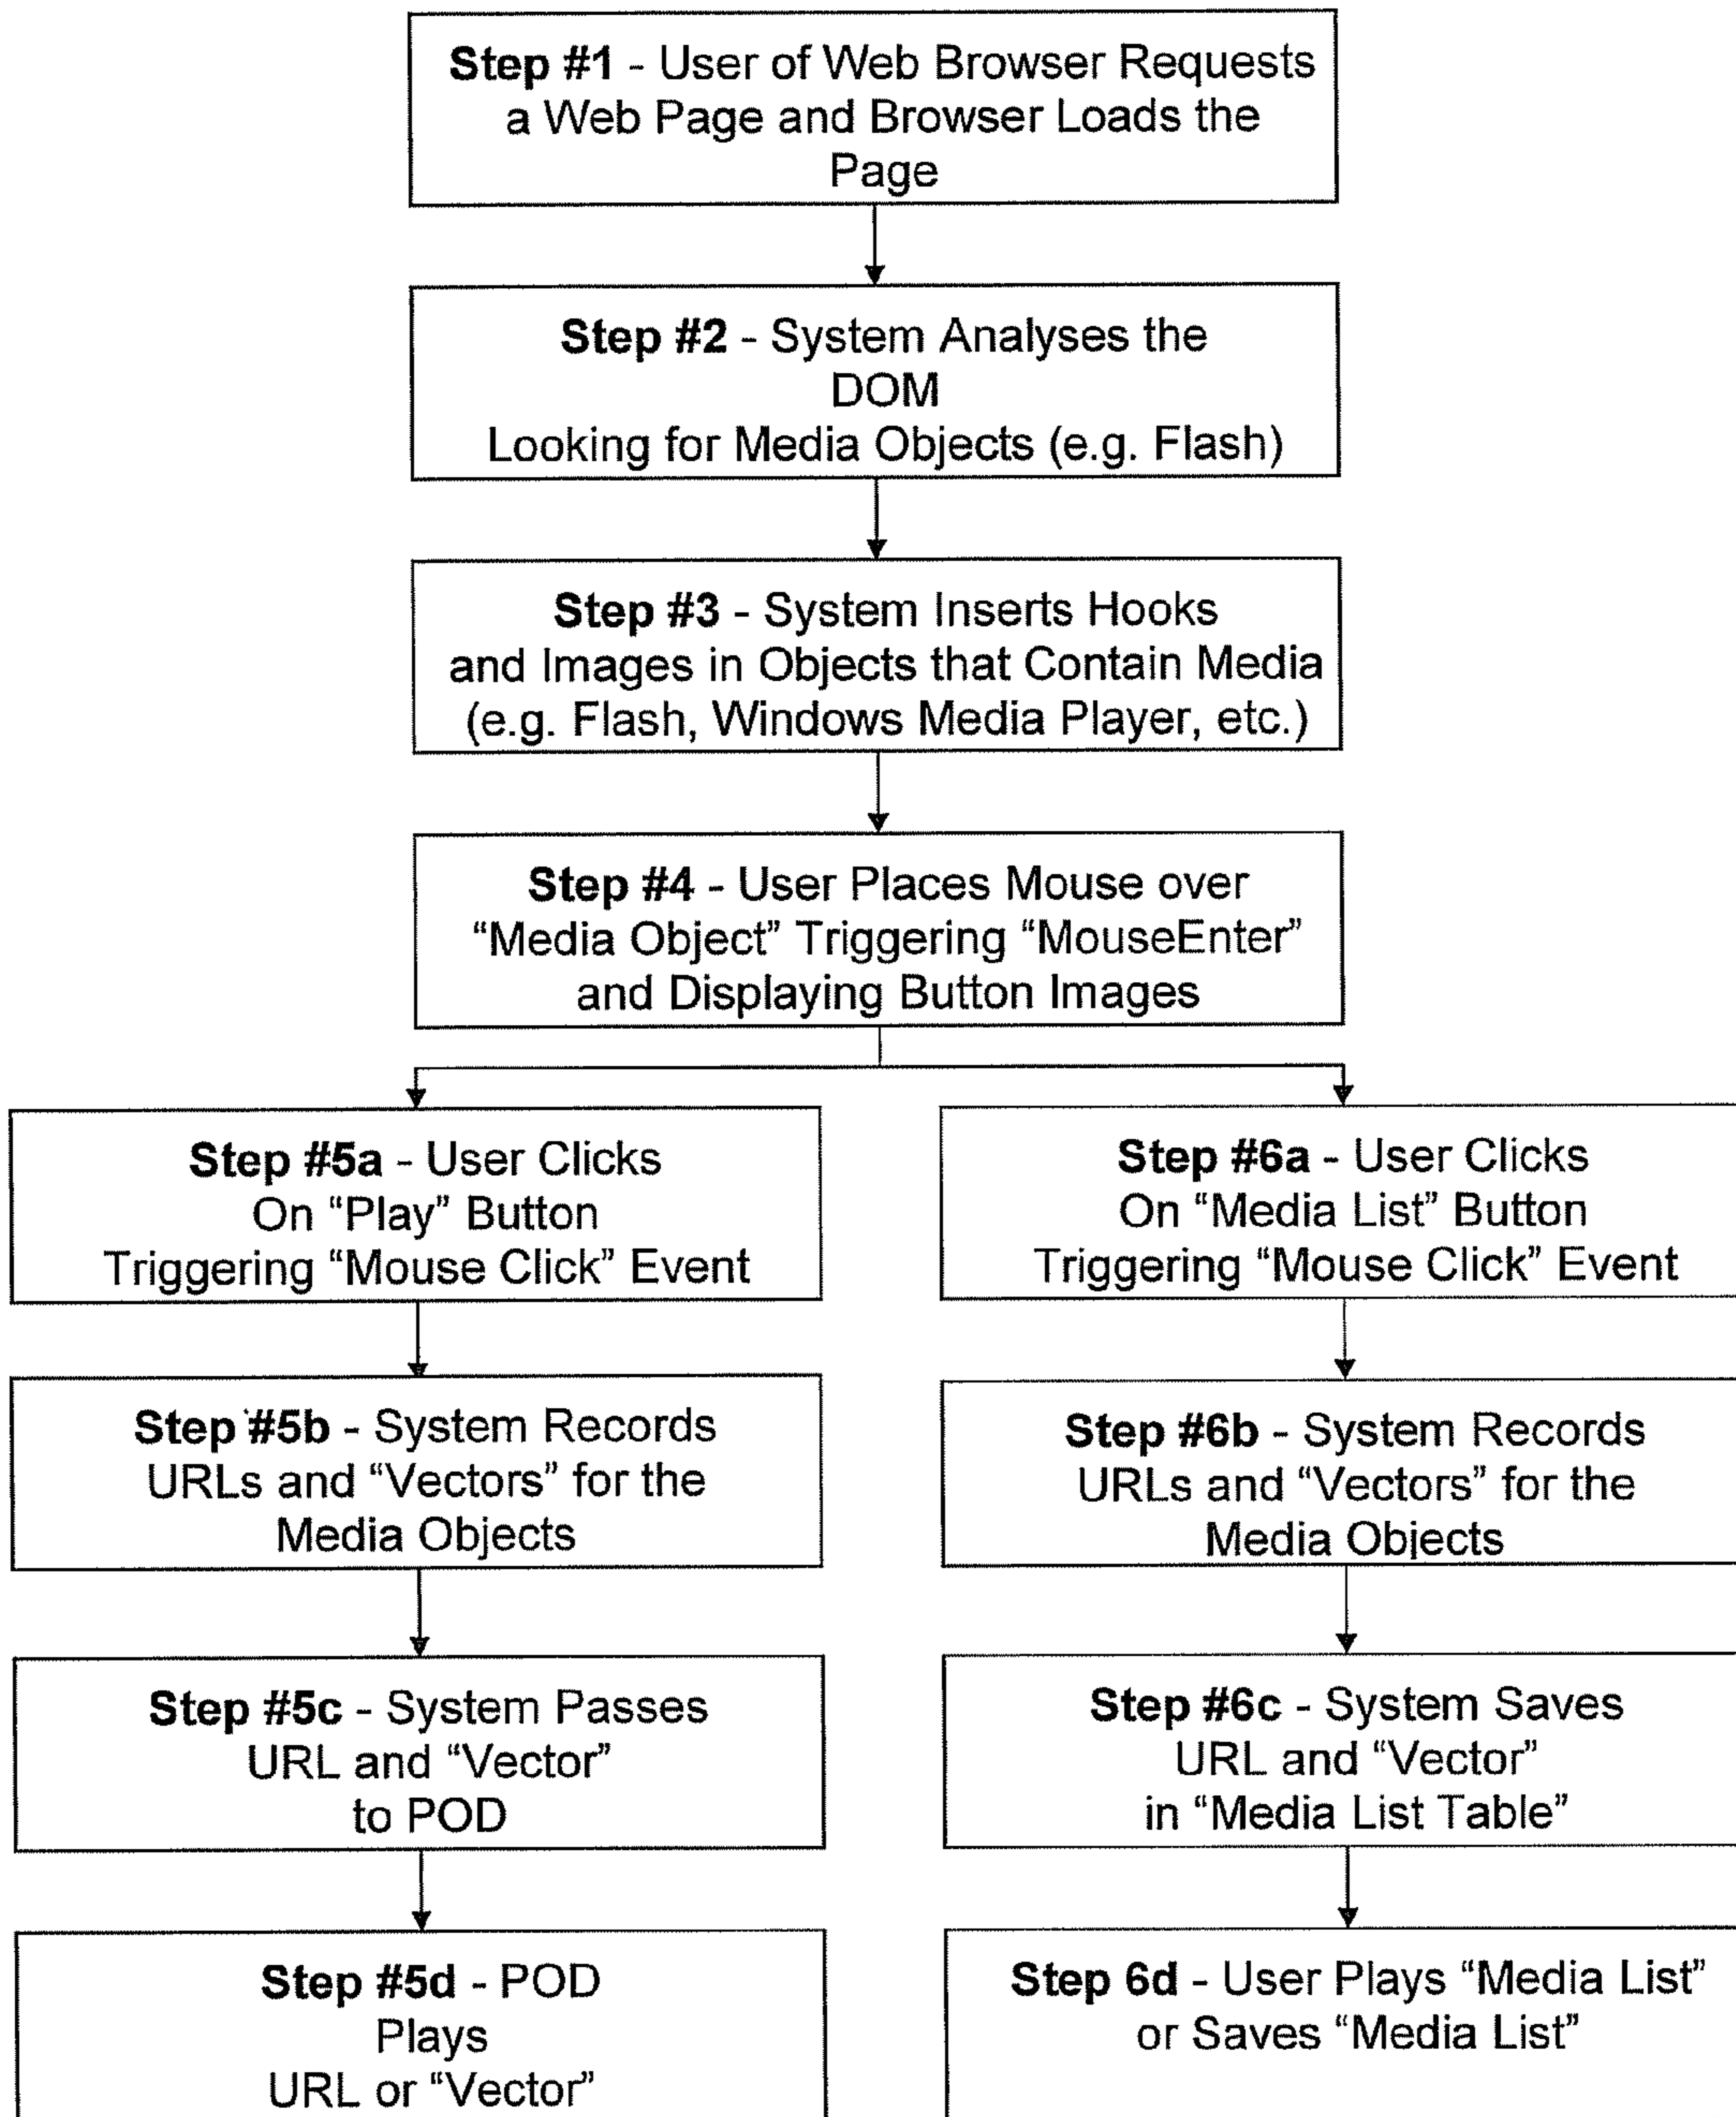 Step #1 - User of Web Browser Requests
a Web Page and Browser Loads the
Page
Step #2 - System Analyses the
DOM
Looking for Media Objects (e.g. Flash)
Step #3 - System Inserts Hooks
and Images in Objects that Contain Media
(e.g. Flash, Windows Media Player, etc.)
Step #4 - User Places Mouse over
“Media Object” Triggering “MouseEnter”
and Displaying Button Images
Step #5a - User Clicks
On “Play” Button
Triggering “Mouse Click” Event
Step #5b - System Records
URLs and “Vectors” for the
Media Objects
Step #5c - System Passes
URL and “Vector”
to POD
Step #5d - POD
Plays
URL or “Vector”
Step #6a - User Clicks
On “Media List” Button
Triggering “Mouse Click” Event
Step #6b - System Records
URLs and “Vectors” for the
Media Objects
Step #6c - System Saves
URL and “Vector”
in “Media List Table”
Step 6d - User Plays “Media List”
or Saves “Media List”